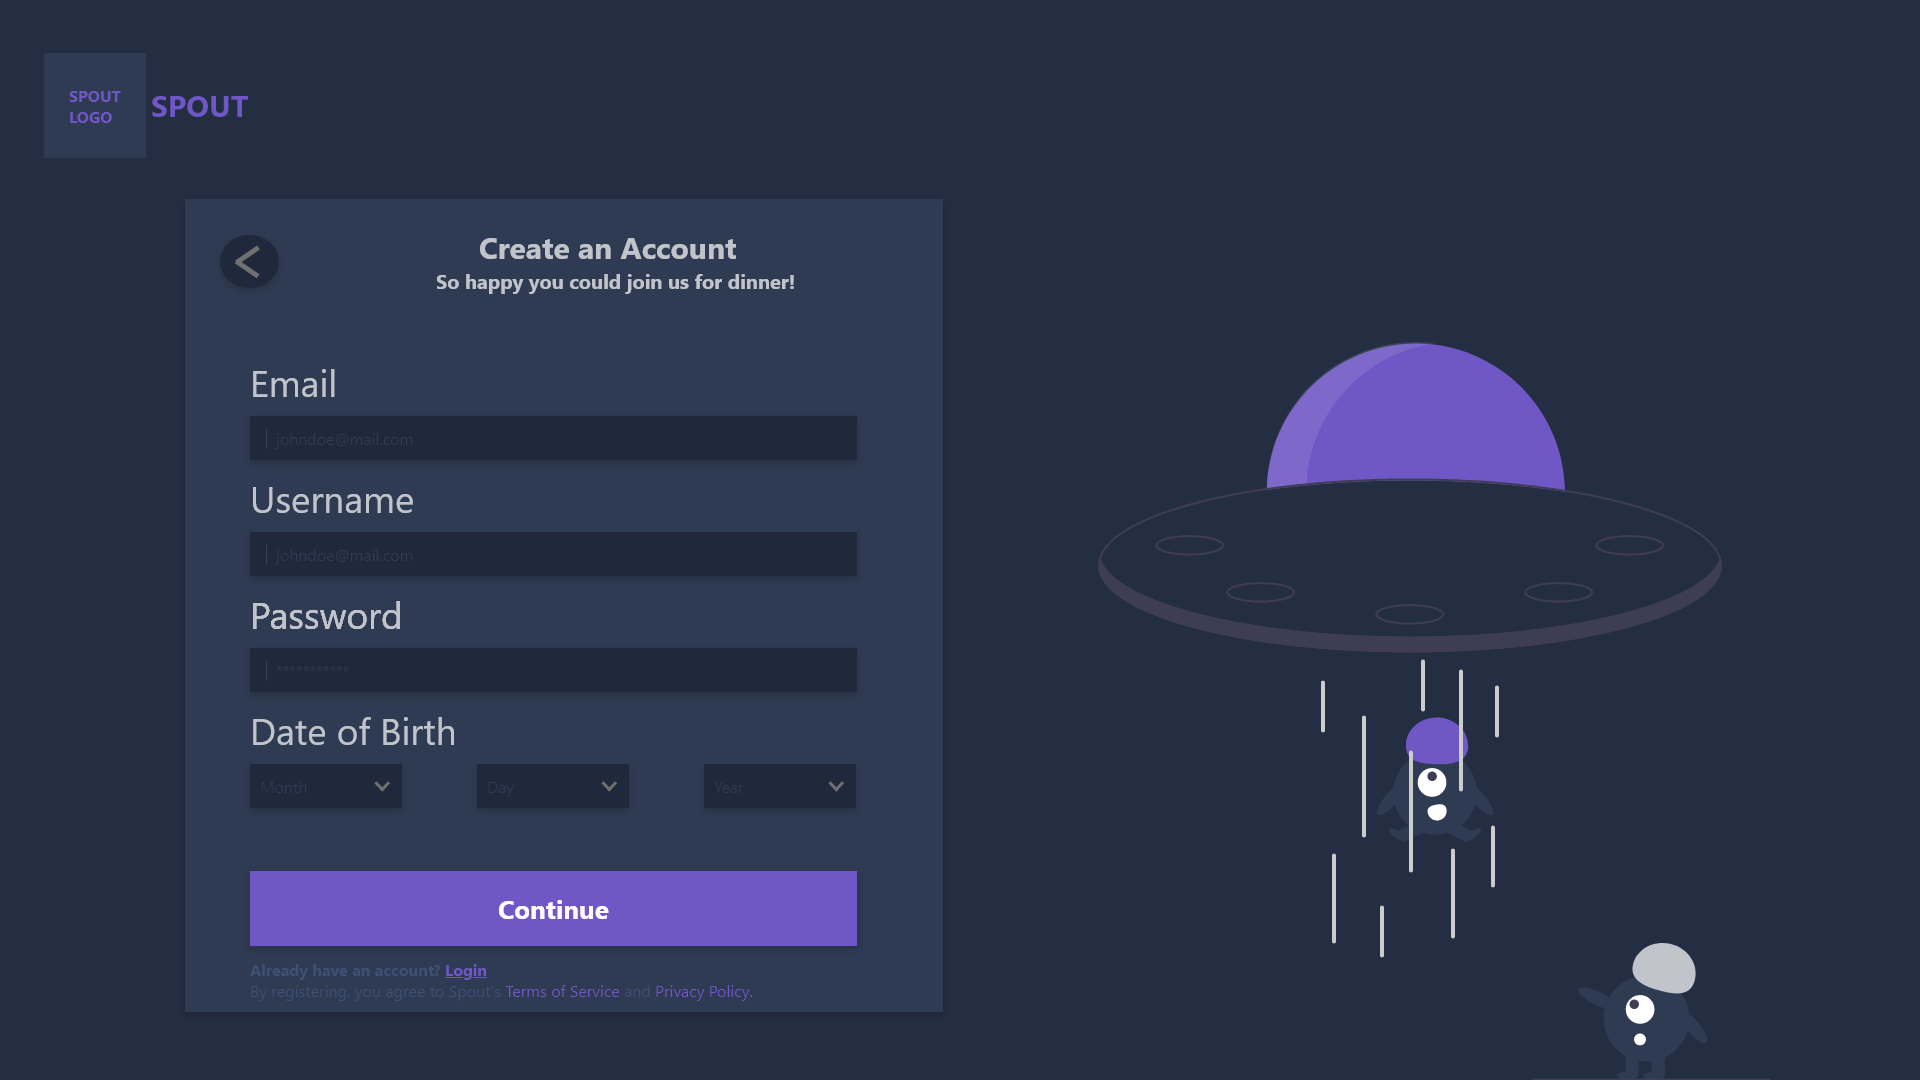 SPOUT
LOGO
SPOUT
Create an Account
So happy you could join us for dinner!
Email
johndoe@mail.com
Username
johndoe@mail.com
Password
***********
Date of Birth
Month
Day
Year
Continue
Already have an account? Login
By registering, you agree to Spout's Terms of Service and Privacy Policy.